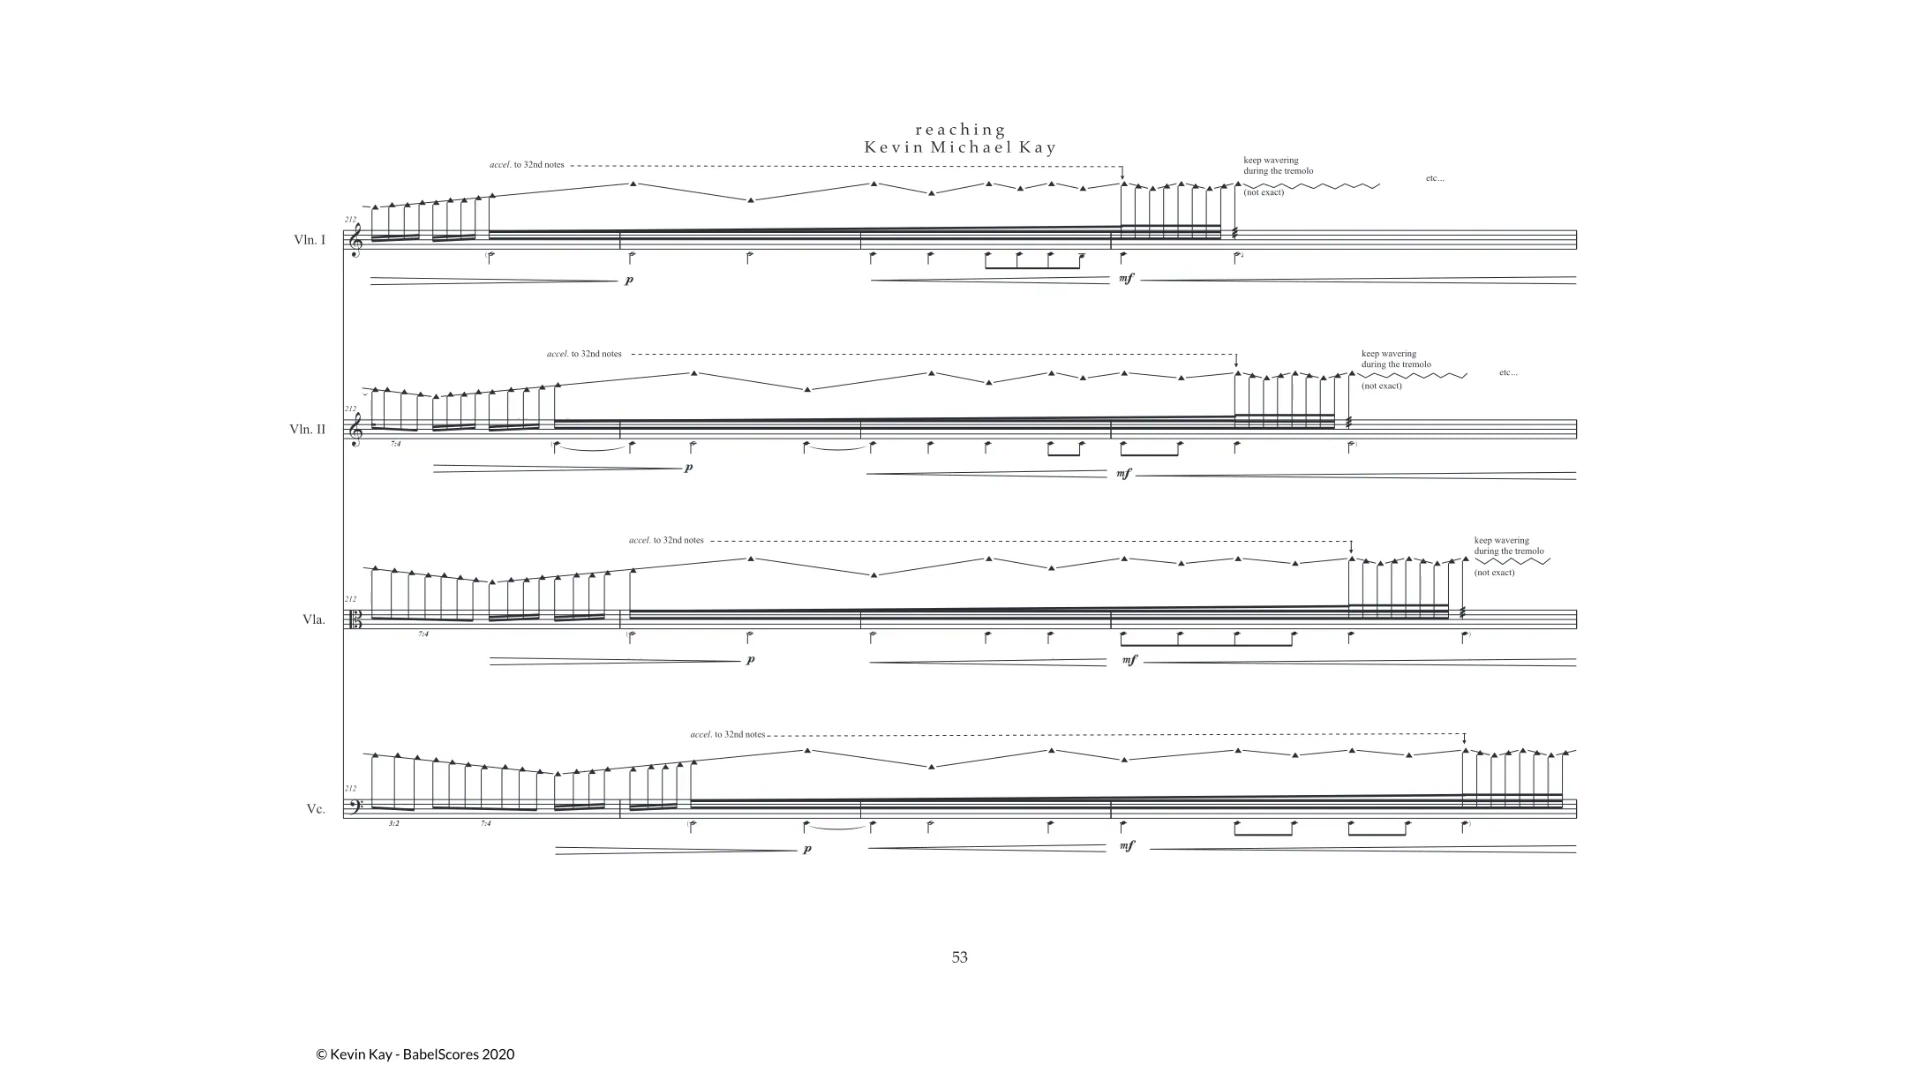 reaching
Kevin Michael Kay
accel. to 32nd notes
keep wavering
during the tremolo
(not exact)
etc...
212
Vln. I
p
mf
accel. to 32nd notes
keep wavering
during the tremolo
(not exact)
etc...
212
Vln. II
7:4
p
mf
accel. to 32nd notes
keep wavering
during the tremolo
(not exact)
212
Vla.
7:4
p
mf
accel. to 32nd notes
212
Vc.
3:2 7:4
p
mf
53
© Kevin Kay - BabelScores 2020